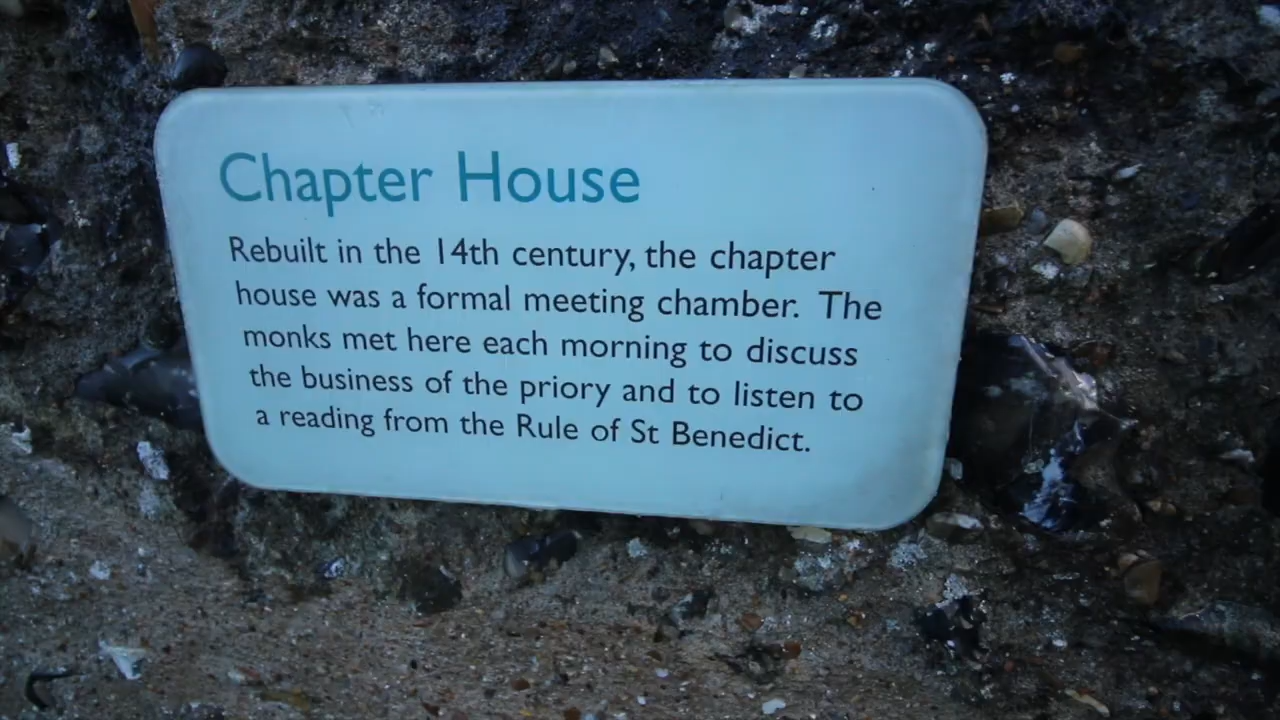 Chapter House
Rebuilt in the 14th century, the chapter
house was a formal meeting chamber. The
monks met here each morning to discuss
the business of the priory and to listen to
a reading from the Rule of St Benedict.